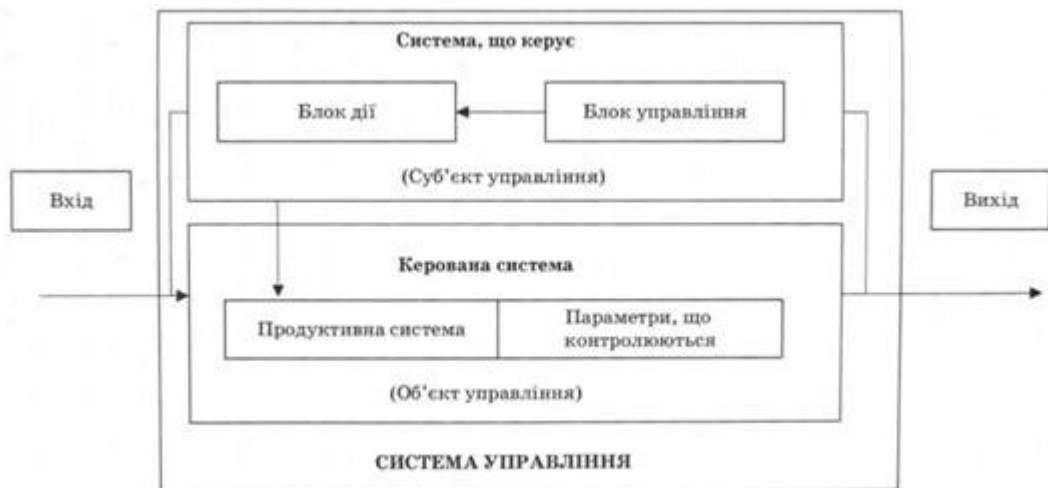 Система, що керує
Блок дії
Блок управління
(Суб’єкт управління)
Вхід
Вихід
Керована система
Продуктивна система
Параметри, що
контролюються
(Об’єкт управління)
СИСТЕМА УПРАВЛІННЯ